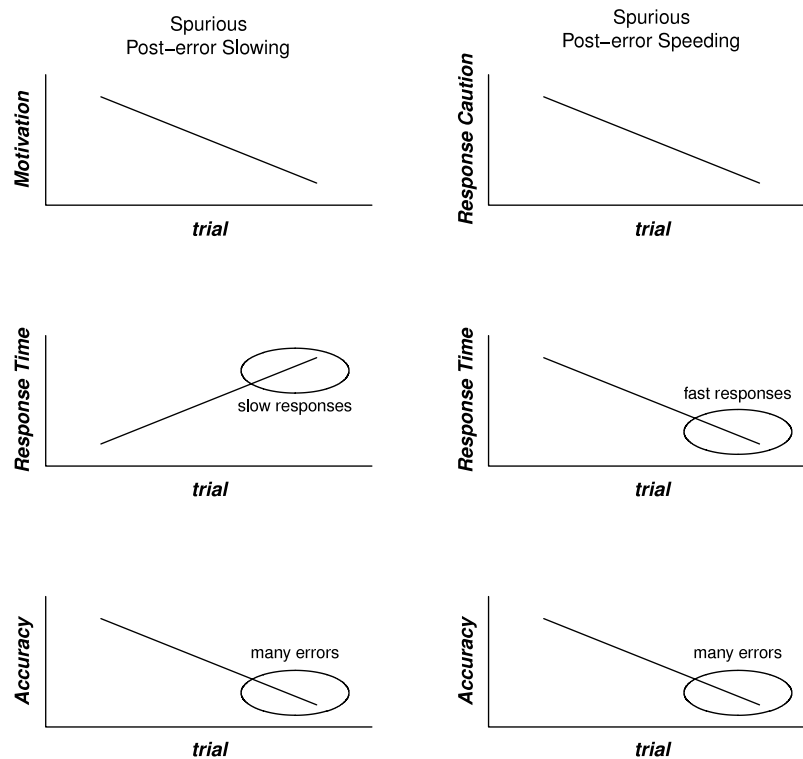 Spurious
Post–error Slowing
Motivation
trial
Response Time
slow responses
trial
Accuracy
many errors
trial
Spurious
Post–error Speeding
Response Caution
trial
Response Time
fast responses
trial
Accuracy
many errors
trial